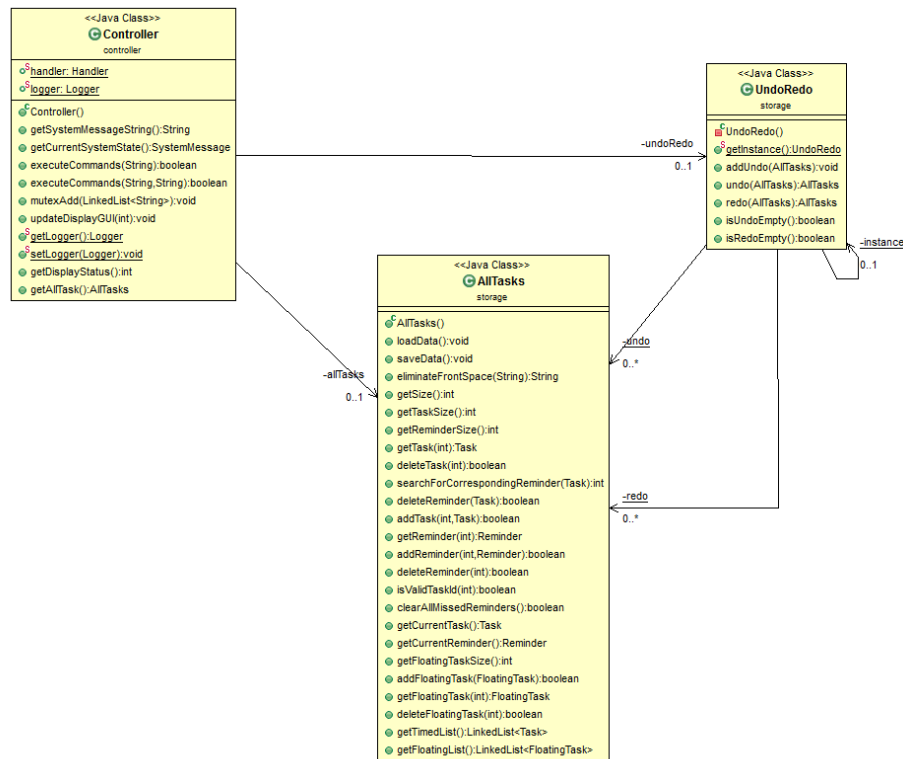 <<Java Class>>
Controller
controller
handler: Handler
logger: Logger
Controller()
getSystemMessageString():String
getCurrentSystemState():SystemMessage
executeCommands(String):boolean
executeCommands(String,String):boolean
mutexAdd(LinkedList<String>):void
updateDisplayGUI(int):void
getLogger():Logger
setLogger(Logger):void
getDisplayStatus():int
getAllTask():AllTasks
-undoRedo
0..1
<<Java Class>>
UndoRedo
storage
UndoRedo()
getInstance():UndoRedo
addUndo(AllTasks):void
undo(AllTasks):AllTasks
redo(AllTasks):AllTasks
isUndoEmpty():boolean
isRedoEmpty():boolean
-instance
0..1
-allTasks
0..1
<<Java Class>>
AllTasks
storage
AllTasks()
loadData():void
saveData():void
eliminateFrontSpace(String):String
getSize():int
getTaskSize():int
getReminderSize():int
getTask(int):Task
deleteTask(int):boolean
searchForCorrespondingReminder(Task):int
deleteReminder(Task):boolean
addTask(int,Task):boolean
getReminder(int):Reminder
addReminder(int,Reminder):boolean
deleteReminder(int):boolean
isValidTaskId(int):boolean
clearAllMissedReminders():boolean
getCurrentTask():Task
getCurrentReminder():Reminder
getFloatingTaskSize():int
addFloatingTask(FloatingTask):boolean
getFloatingTask(int):FloatingTask
deleteFloatingTask(int):boolean
getTimedList():LinkedList<Task>
getFloatingList():LinkedList<FloatingTask>
-undo
0..*
-redo
0..*